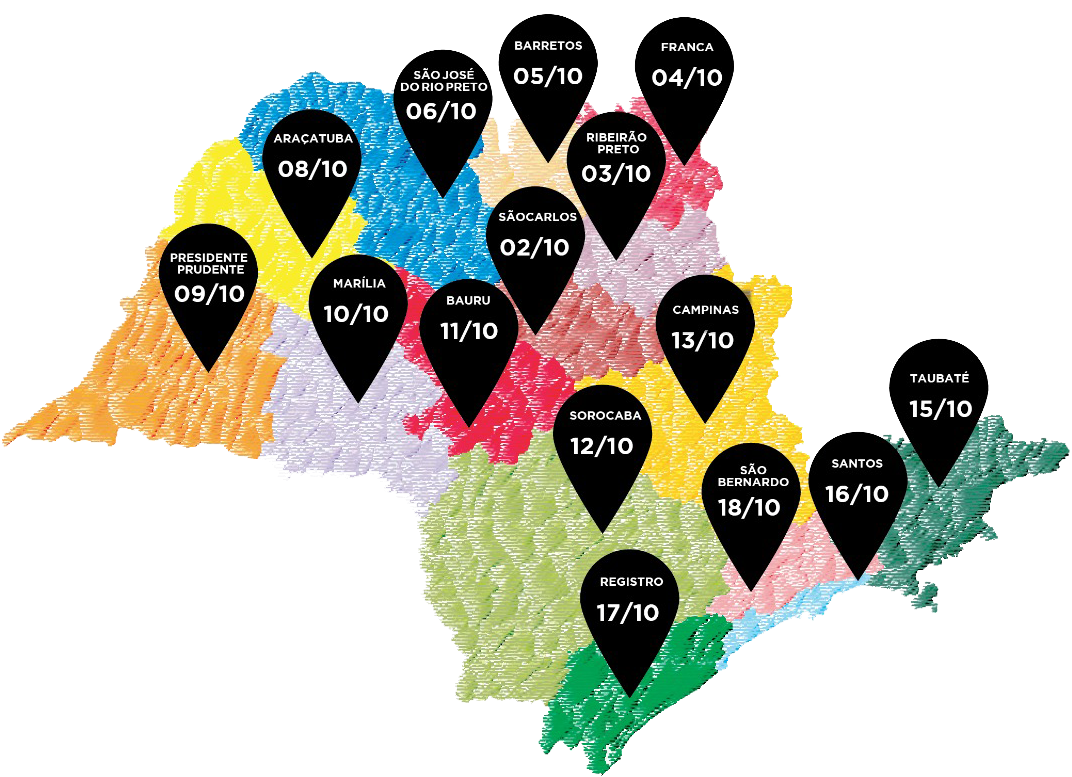 BARRETOS
05/10
FRANCA
04/10
SÃO JOSÉ
DO RIO PRETO
06/10
ARAÇATUBA
08/10
RIBEIRÃO
PRETO
03/10
SÃOCARLOS
02/10
PRESIDENTE
PRUDENTE
09/10
MARÍLIA
10/10
BAURU
11/10
CAMPINAS
13/10
TAUBATÉ
15/10
SOROCABA
12/10
SÃO
BERNARDO
18/10
SANTOS
16/10
REGISTRO
17/10